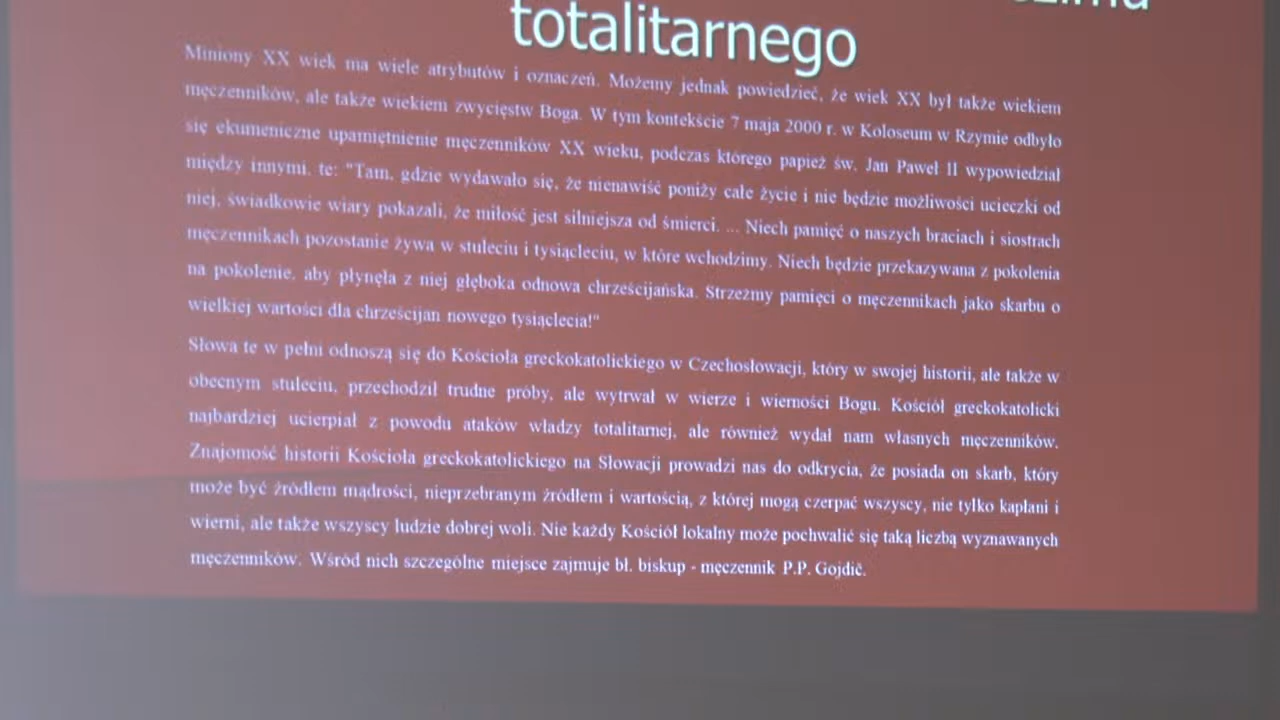 totalitarnego
Miniony XX wiek ma wiele atrybutów i oznaczeń. Możemy jednak powiedzieć, że wiek XX był także wiekiem
męczenników, ale także wiekiem zwycięstw Boga. W tym kontekście 7 maja 2000 r. w Koloseum w Rzymie odbyło
się ekumeniczne upamiętnienie męczenników XX wieku, podczas którego papież św. Jan Paweł II wypowiedział
między innymi. te: "Tam, gdzie wydawało się, że nienawiść poniży całe życie i nie będzie możliwości ucieczki od
niej, świadkowie wiary pokazali, że miłość jest silniejsza od śmierci. ... Niech pamięć o naszych braciach i siostrach
męczennikach pozostanie żywa w stuleciu i tysiącleciu, w które wchodzimy. Niech będzie przekazywana z pokolenia
na pokolenie, aby płynęła z niej głęboka odnowa chrześcijańska. Strzeżmy pamięci o męczennikach jako skarbu o
wielkiej wartości dla chrześcijan nowego tysiąclecia!"
Słowa te w pełni odnoszą się do Kościoła greckokatolickiego w Czechosłowacji, który w swojej historii, ale także w
obecnym stuleciu, przechodził trudne próby, ale wytrwał w wierze i wierności Bogu. Kościół greckokatolicki
najbardziej ucierpiał z powodu ataków władzy totalitarnej, ale również wydał nam własnych męczenników.
Znajomość historii Kościoła greckokatolickiego na Słowacji prowadzi nas do odkrycia, że posiada on skarb, który
może być źródłem mądrości, nieprzebranym źródłem i wartością, z której mogą czerpać wszyscy, nie tylko kapłani i
wierni, ale także wszyscy ludzie dobrej woli. Nie każdy Kościół lokalny może pochwalić się taką liczbą wyznawanych
męczenników. Wśród nich szczególne miejsce zajmuje bł. biskup - męczennik P.P. Gojdič.